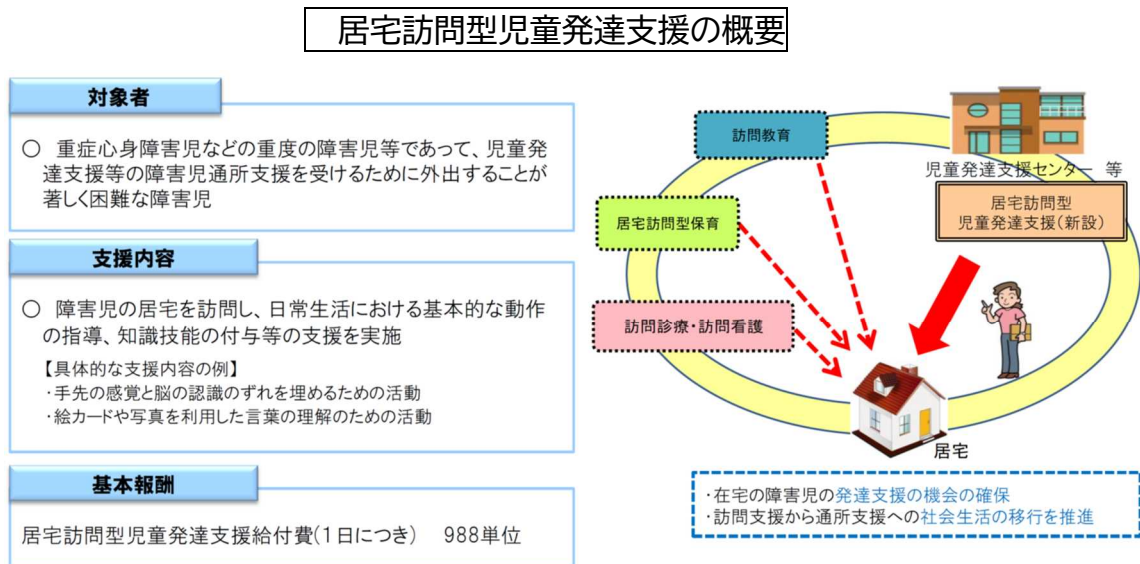 居宅訪問型児童発達支援の概要
対象者
○ 重症心身障害児などの重度の障害児等であって、児童発
達支援等の障害児通所支援を受けるために外出することが
著しく困難な障害児
支援内容
○ 障害児の居宅を訪問し、日常生活における基本的な動作
の指導、知識技能の付与等の支援を実施
【具体的な支援内容の例】
・手先の感覚と脳の認識のずれを埋めるための活動
・絵カードや写真を利用した言葉の理解のための活動
基本報酬
居宅訪問型児童発達支援給付費(1日につき) 988単位
訪問教育
児童発達支援センター 等
居宅訪問型
児童発達支援(新設)
居宅訪問型保育
訪問診療・訪問看護
居宅
・在宅の障害児の発達支援の機会の確保
・訪問支援から通所支援への社会生活の移行を推進